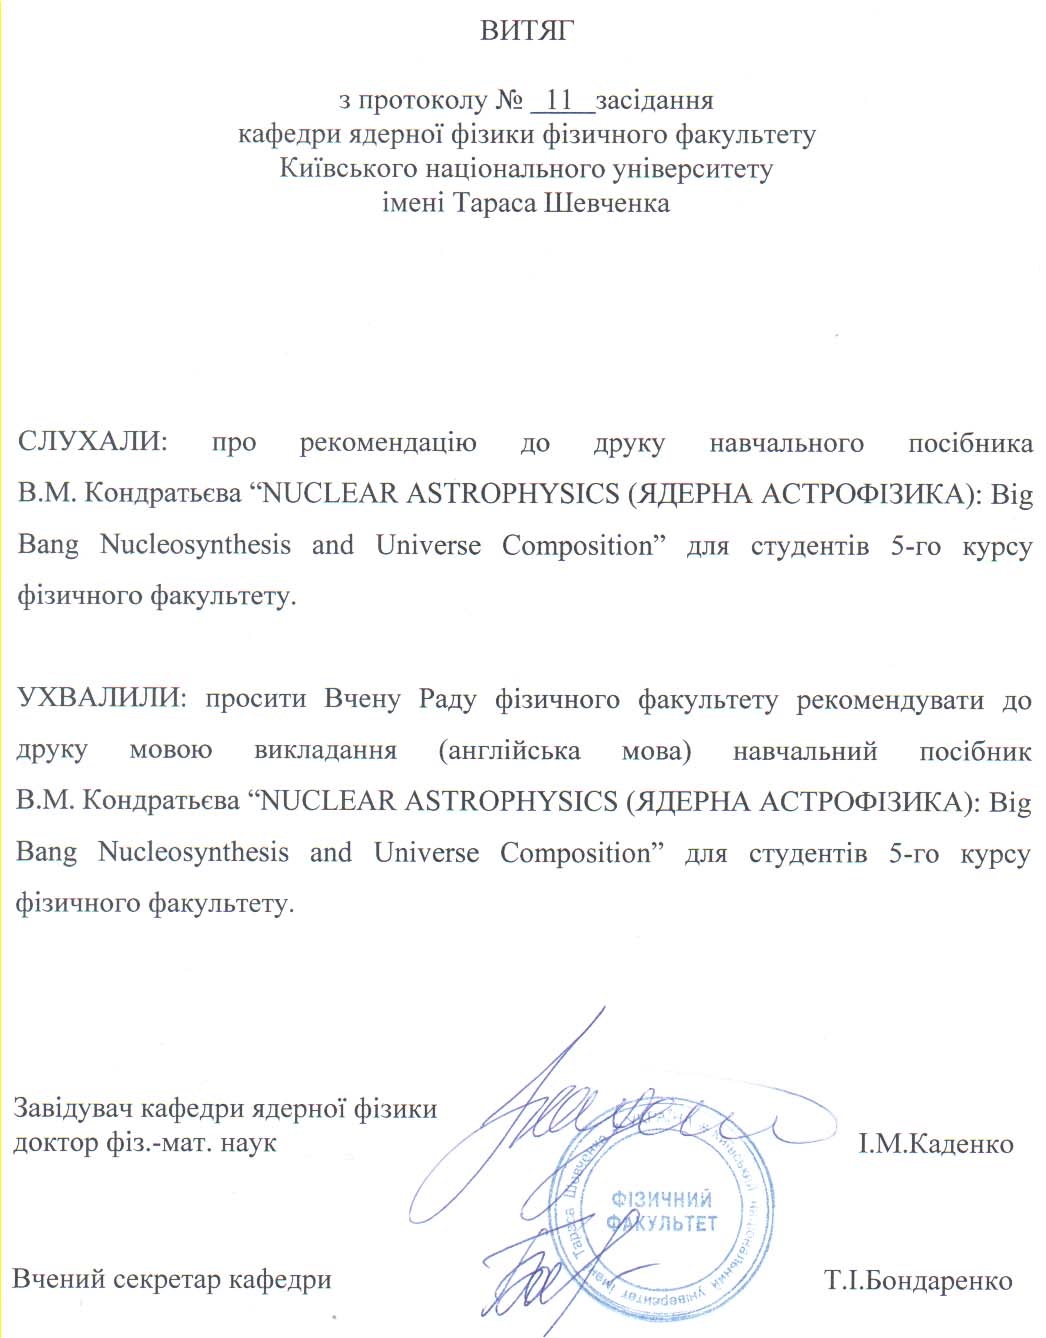 ВИТЯГ
з протоколу № 11 засідання
кафедри ядерної фізики фізичного факультету
Київського національного університету
імені Тараса Шевченка
СЛУХАЛИ: про рекомендацію до друку навчального посібника
В.М. Кондратьєва “NUCLEAR ASTROPHYSICS (ЯДЕРНА АСТРОФІЗИКА): Big
Bang Nucleosynthesis and Universe Composition” для студентів 5-го курсу
фізичного факультету.
УХВАЛИЛИ: просити Вчену Раду фізичного факультету рекомендувати до
друку мовою викладання (англійська мова) навчальний посібник
В.М. Кондратьєва “NUCLEAR ASTROPHYSICS (ЯДЕРНА АСТРОФІЗИКА): Big
Bang Nucleosynthesis and Universe Composition” для студентів 5-го курсу
фізичного факультету.
Завідувач кафедри ядерної фізики
доктор фіз.-мат. наук І.М.Каденко
ФІЗИЧНИЙ
ФАКУЛЬТЕТ
Київський національний університет імені Тараса Шевченка
Вчений секретар кафедри Т.І.Бондаренко